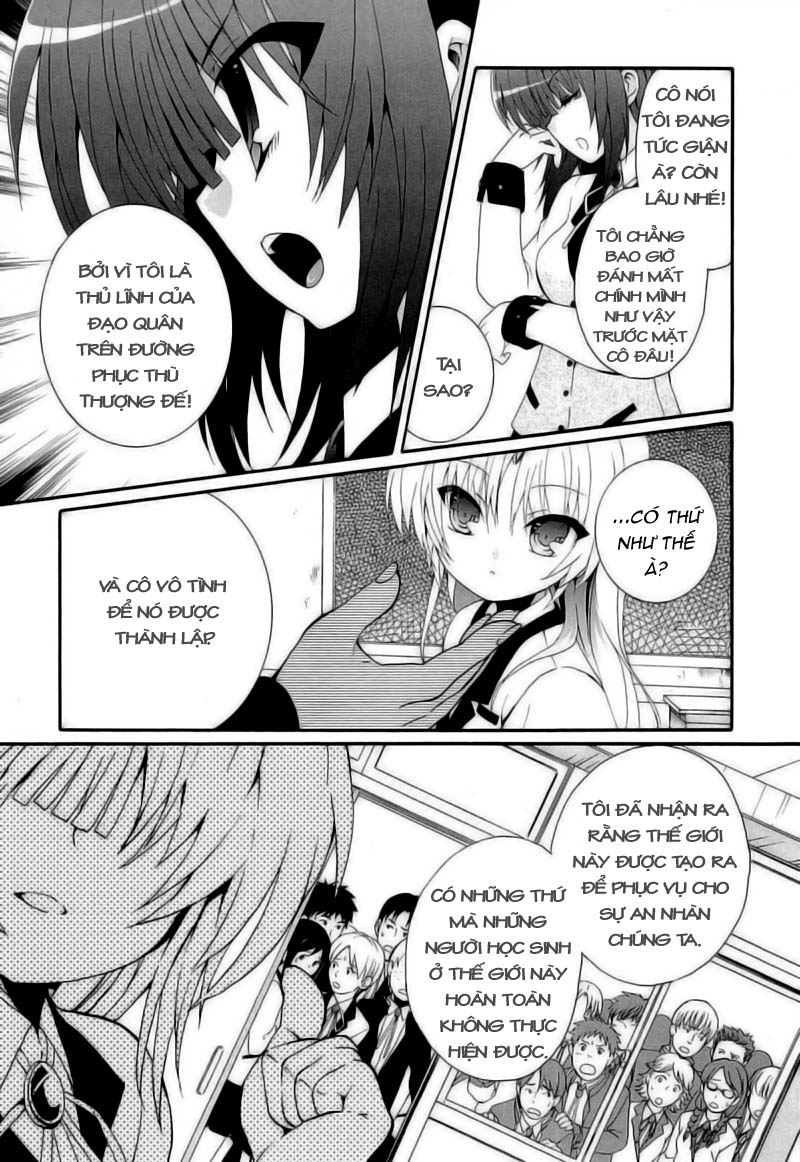 CÔ NÓI
TÔI ĐANG
TỨC GIẬN
À? CÒN
LÂU NHÉ!
TÔI CHẲNG
BAO GIỜ
ĐÁNH MẤT
CHÍNH MÌNH
NHƯ VẬY
TRƯỚC MẶT
CÔ ĐÂU!
TẠI
SAO?
BỞI VÌ TÔI LÀ
THỦ LĨNH CỦA
ĐẠO QUÂN
TRÊN ĐƯỜNG
PHỤC THÙ
THƯỢNG ĐẾ!
...CÓ THỨ
NHƯ THẾ
À?
VÀ CÔ VÔ TÌNH
ĐỂ NÓ ĐƯỢC
THÀNH LẬP?
TÔI ĐÃ NHẬN RA
RẰNG THẾ GIỚI
NÀY ĐƯỢC TẠO RA
ĐỂ PHỤC VỤ CHO
SỰ AN NHÀN
CHÚNG TA.
CÓ NHỮNG THỨ
MÀ NHỮNG
NGƯỜI HỌC SINH
Ở THẾ GIỚI NÀY
HOÀN TOÀN
KHÔNG THỰC
HIỆN ĐƯỢC.